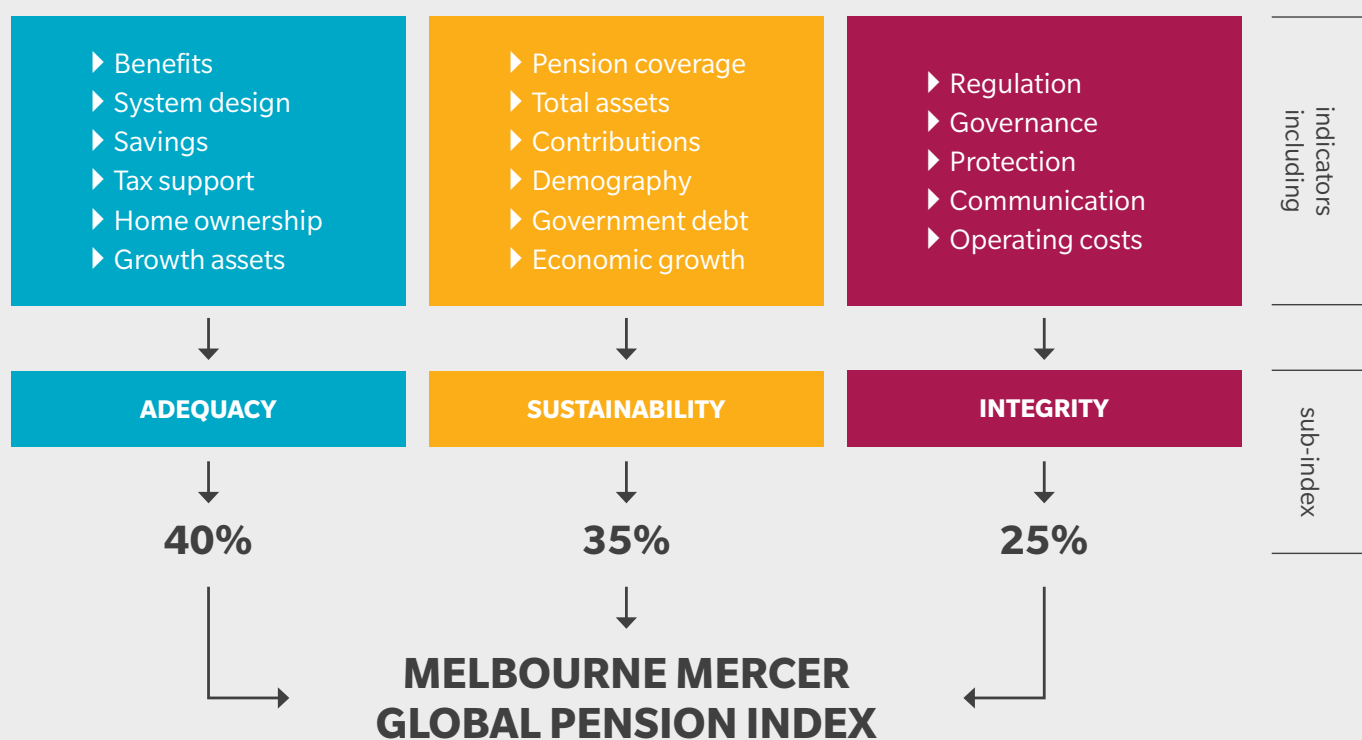 Benefits
System design
Savings
Tax support
Home ownership
Growth assets
Pension coverage
Total assets
Contributions
Demography
Government debt
Economic growth
Regulation
Governance
Protection
Communication
Operating costs
indicators
including
ADEQUACY
SUSTAINABILITY
INTEGRITY
sub-index
40%
35%
25%
MELBOURNE MERCER
GLOBAL PENSION INDEX